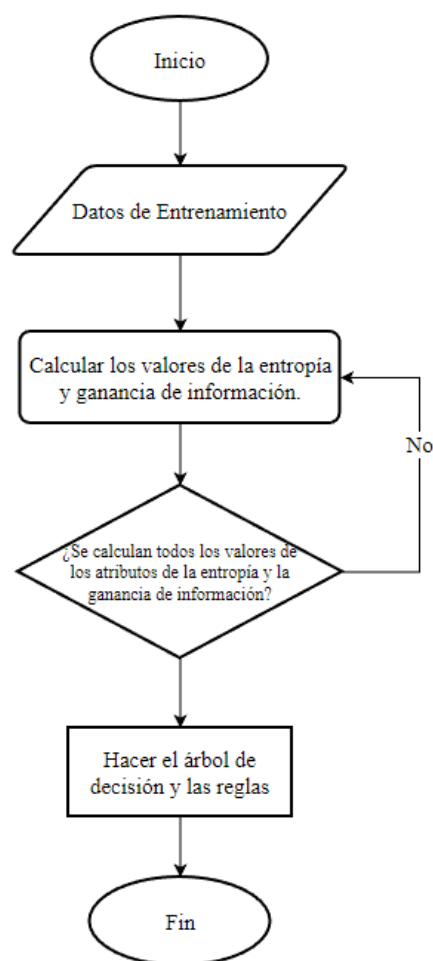 Inicio
Datos de Entrenamiento
Calcular los valores de la entropía
y ganancia de información.
No
¿Se calculan todos los valores de
los atributos de la entropía y la
ganancia de información?
Hacer el árbol de
decisión y las reglas
Fin